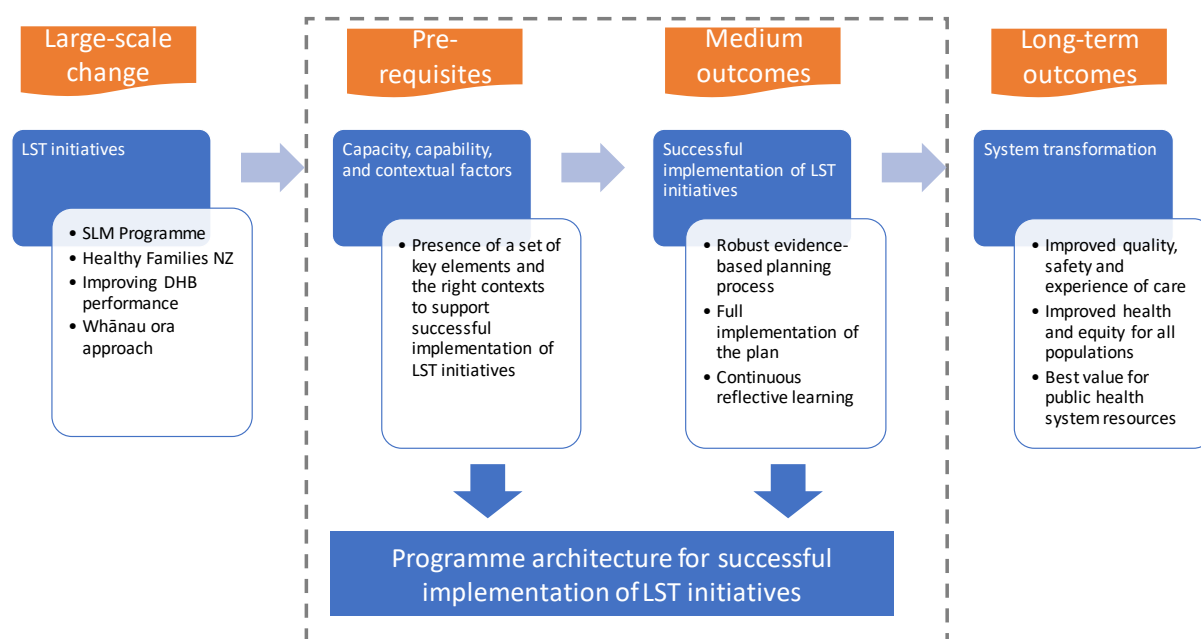 Large-scale
change
Pre-
requisites
Medium
outcomes
Long-term
outcomes
LST initiatives
• SLM Programme
• Healthy Families NZ
• Improving DHB
performance
• Whānau ora
approach
Capacity, capability,
and contextual factors
• Presence of a set of
key elements and
the right contexts
to support
successful
implementation of
LST initiatives
Successful
implementation of LST
initiatives
• Robust evidence-
based planning
process
• Full
implementation of
the plan
• Continuous
reflective learning
System transformation
• Improved quality,
safety and
experience of care
• Improved health
and equity for all
populations
• Best value for
public health
system resources
Programme architecture for successful
implementation of LST initiatives